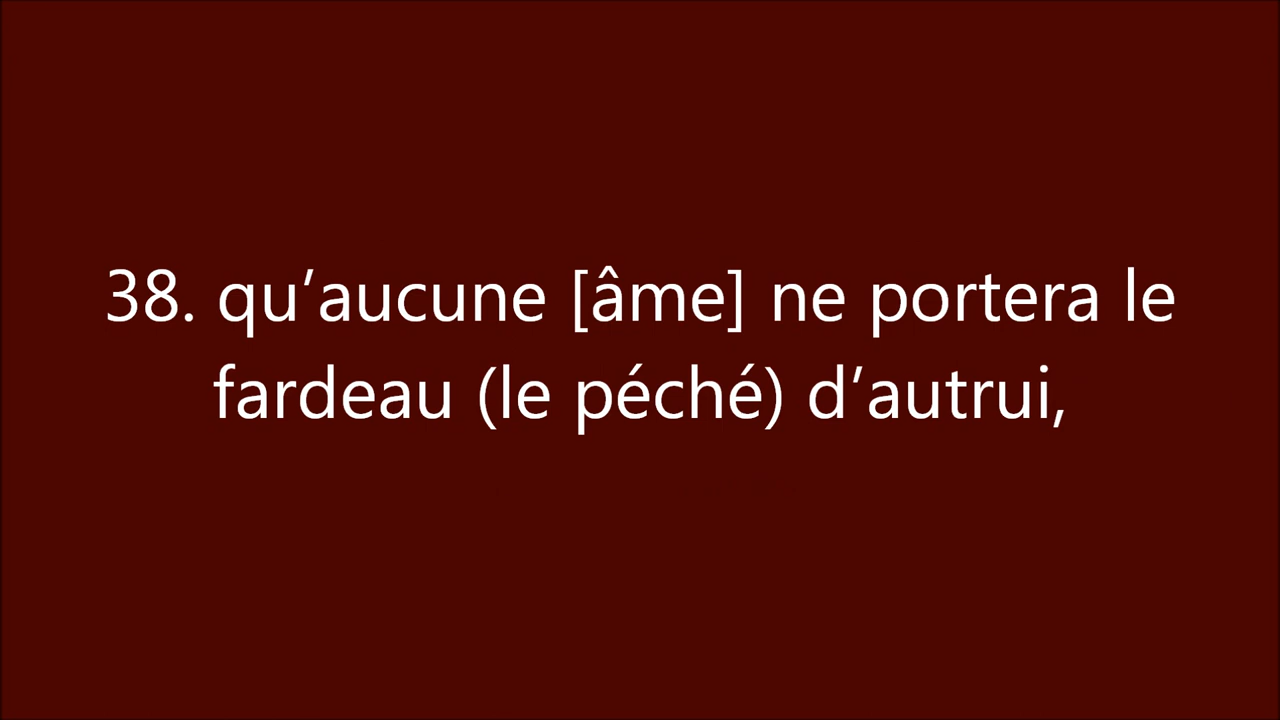 38. qu’aucune [âme] ne portera le
fardeau (le péché) d’autrui,